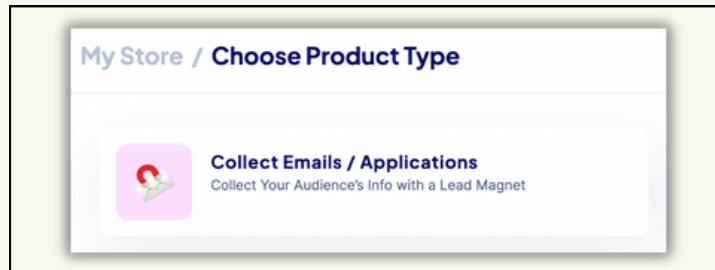 My Store / Choose Product Type
Collect Emails / Applications
Collect Your Audience's Info with a Lead Magnet